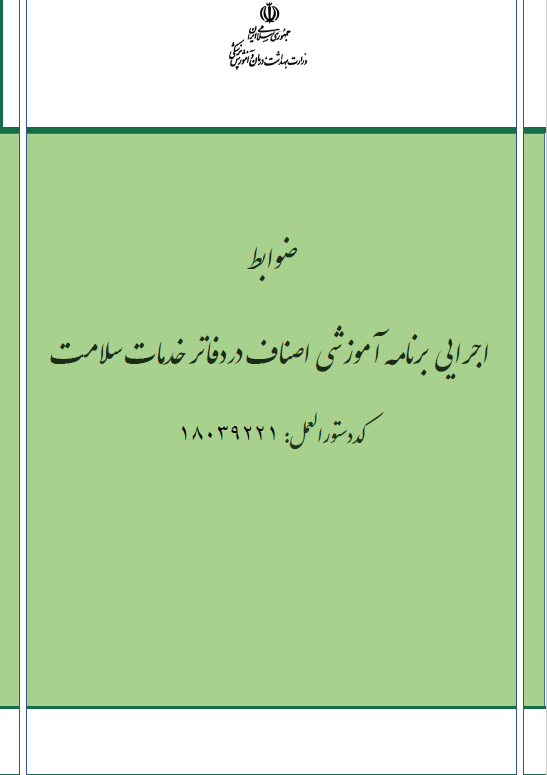 جمهوری اسلامی ایران
وزارت بهداشت، درمان و آموزش پزشکی
ضوابط
اجرایی برنامه آموزشی اصناف در دفاتر خدمات سلامت
کد دستورالعمل: ۱۸۰۳۹۲۲۱